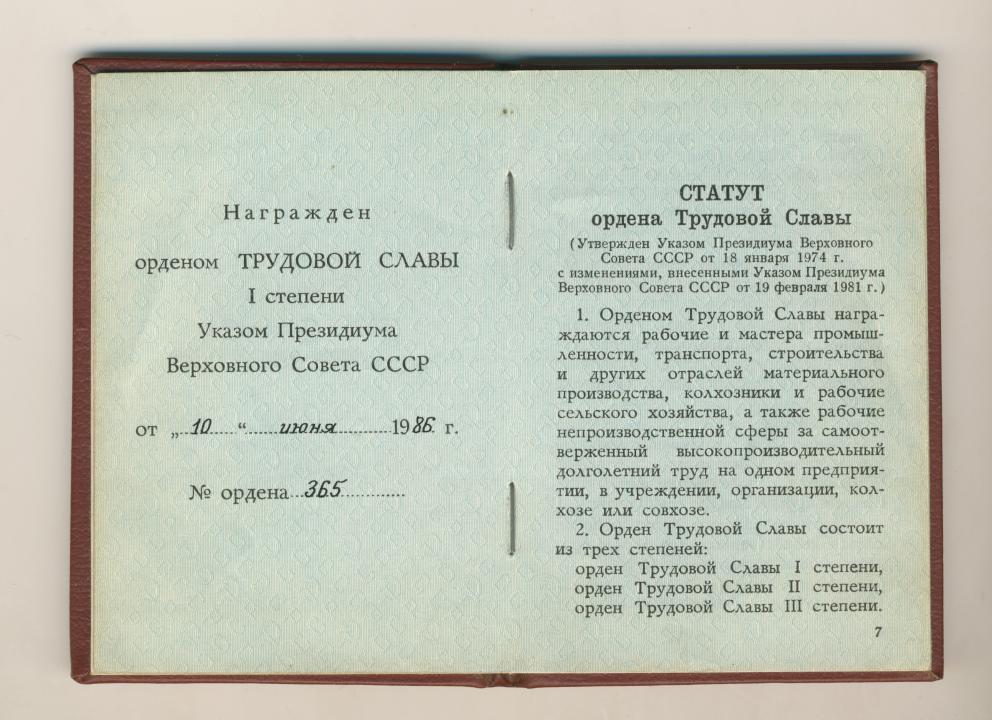 Награжден
орденом ТРУДОВОЙ СЛАВЫ
I степени
Указом Президиума
Верховного Совета СССР
от „ 10 “ июня 1986 г.
№ ордена 365
СТАТУТ
ордена Трудовой Славы
(Утвержден Указом Президиума Верховного
Совета СССР от 18 января 1974 г.
с изменениями, внесенными Указом Президиума
Верховного Совета СССР от 19 февраля 1981 г.)
1. Орденом Трудовой Славы награ-
ждаются рабочие и мастера промыш-
ленности, транспорта, строительства
и других отраслей материального
производства, колхозники и рабочие
сельского хозяйства, а также рабочие
непроизводственной сферы за самоот-
верженный высокопроизводительный
долголетний труд на одном предприя-
тии, в учреждении, организации, кол-
хозе или совхозе.
2. Орден Трудовой Славы состоит
из трех степеней:
орден Трудовой Славы I степени,
орден Трудовой Славы II степени,
орден Трудовой Славы III степени.
7